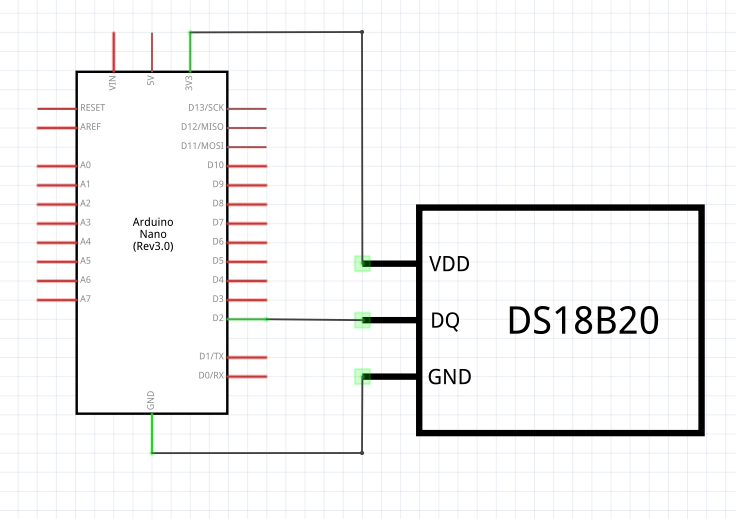 VIN
5V
3V3
RESET
AREF
A0
A1
A2
A3
A4
A5
A6
A7
Arduino
Nano
(Rev3.0)
D13/SCK
D12/MISO
D11/MOSI
D10
D9
D8
D7
D6
D5
D4
D3
D2
D1/TX
D0/RX
GND
VDD
DQ
GND
DS18B20